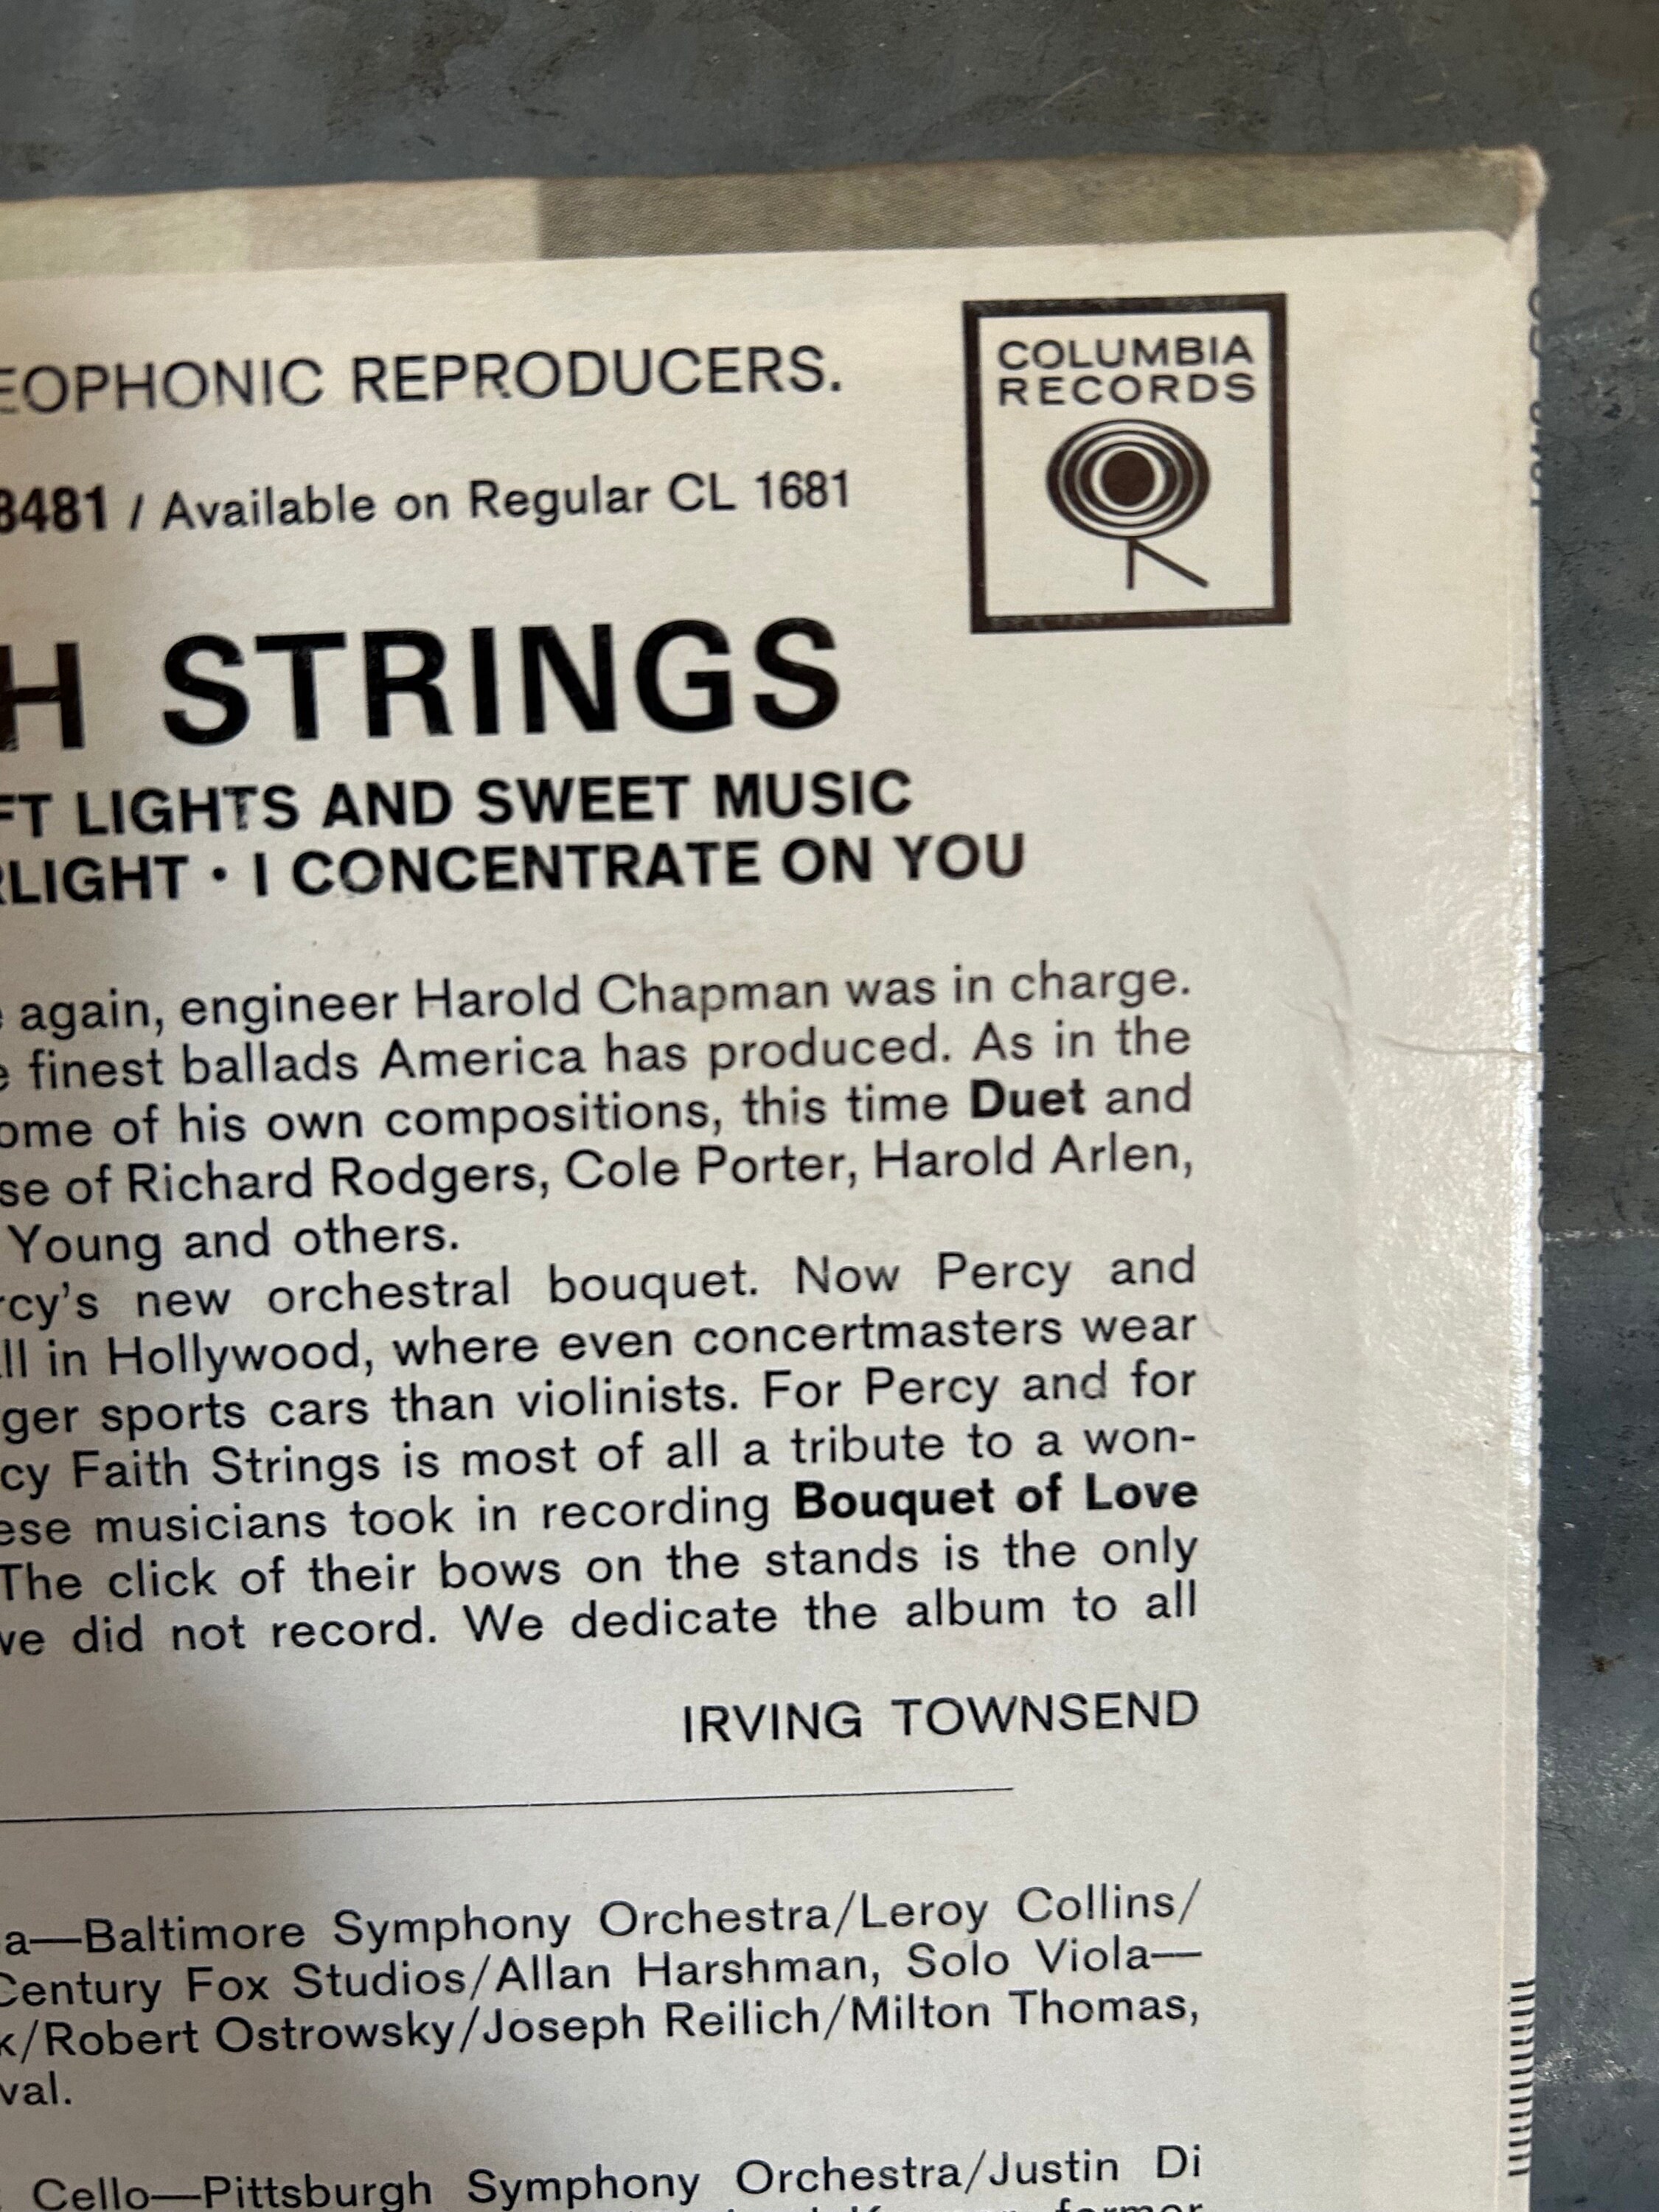 EOPHONIC REPRODUCERS.
COLUMBIA
RECORDS
8481 / Available on Regular CL 1681
H STRINGS
FT LIGHTS AND SWEET MUSIC
RLIGHT • I CONCENTRATE ON YOU
e again, engineer Harold Chapman was in charge.
e finest ballads America has produced. As in the
ome of his own compositions, this time Duet and
se of Richard Rodgers, Cole Porter, Harold Arlen,
Young and others.
rcy’s new orchestral bouquet. Now Percy and
ll in Hollywood, where even concertmasters wear
ger sports cars than violinists. For Percy and for
cy Faith Strings is most of all a tribute to a won-
ese musicians took in recording Bouquet of Love
The click of their bows on the stands is the only
we did not record. We dedicate the album to all
IRVING TOWNSEND
a—Baltimore Symphony Orchestra/Leroy Collins/
Century Fox Studios/Allan Harshman, Solo Viola—
k/Robert Ostrowsky/Joseph Reilich/Milton Thomas,
val.
Cello—Pittsburgh Symphony Orchestra/Justin Di
former